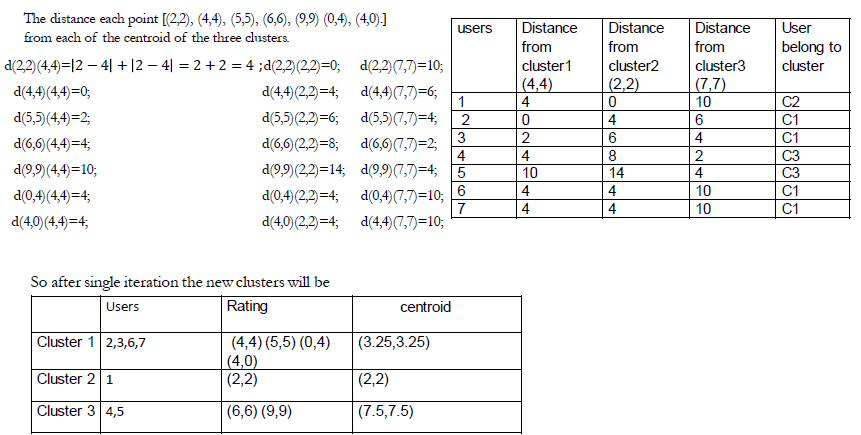 The distance each point [(2,2), (4,4), (5,5), (6,6), (9,9) (0,4), (4,0).]
from each of the centroid of the three clusters.
d(2,2)(4,4)=|2 − 4| + |2 − 4| = 2 + 2 = 4 ;d(2,2)(2,2)=0; d(2,2)(7,7)=10;
d(4,4)(4,4)=0; d(4,4)(2,2)=4; d(4,4)(7,7)=6;
d(5,5)(4,4)=2; d(5,5)(2,2)=6; d(5,5)(7,7)=4;
d(6,6)(4,4)=4; d(6,6)(2,2)=8; d(6,6)(7,7)=2;
d(9,9)(4,4)=10; d(9,9)(2,2)=14; d(9,9)(7,7)=4;
d(0,4)(4,4)=4; d(0,4)(2,2)=4; d(0,4)(7,7)=10;
d(4,0)(4,4)=4; d(4,0)(2,2)=4; d(4,4)(7,7)=10;
users Distance Distance Distance User
from from from belong to
cluster1 cluster2 cluster3 cluster
(4,4) (2,2) (7,7)
1 4 0 10 C2
2 0 4 6 C1
3 2 6 4 C1
4 4 8 2 C3
5 10 14 4 C3
6 4 4 10 C1
7 4 4 10 C1
So after single iteration the new clusters will be
Users Rating centroid
Cluster 1 2,3,6,7 (4,4) (5,5) (0,4) (3.25,3.25)
(4,0)
Cluster 2 1 (2,2) (2,2)
Cluster 3 4,5 (6,6) (9,9) (7.5,7.5)